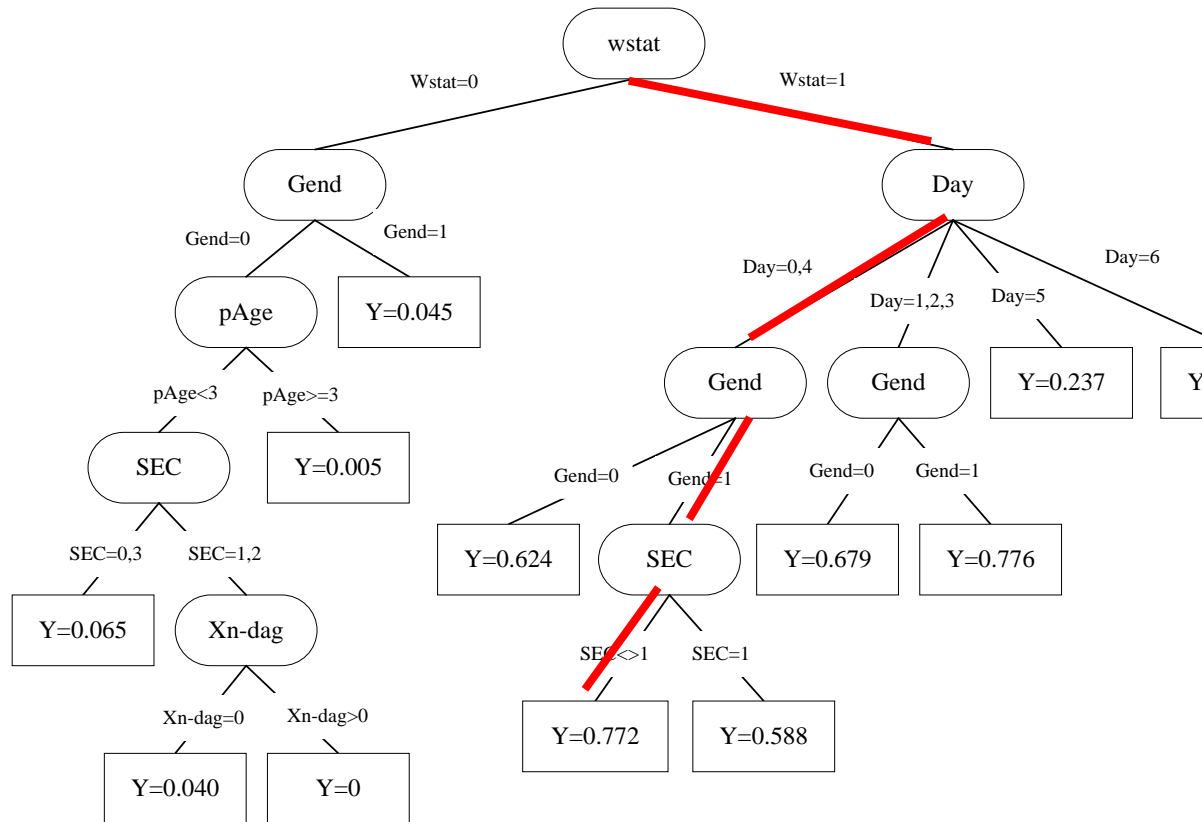 wstat
Wstat=0
Wstat=1
Gend
Day
Gend=0
Gend=1
Day=0,4
Day=1,2,3
Day=5
Day=6
pAge
Y=0.045
Gend
Gend
Y=0.237
Y
pAge<3
pAge>=3
SEC
Y=0.005
Gend=0
Gend=1
Gend=0
Gend=1
SEC=0,3
SEC=1,2
Y=0.624
SEC
Y=0.679
Y=0.776
Y=0.065
Xn-dag
SEC<>1
SEC=1
Xn-dag=0
Xn-dag>0
Y=0.772
Y=0.588
Y=0.040
Y=0